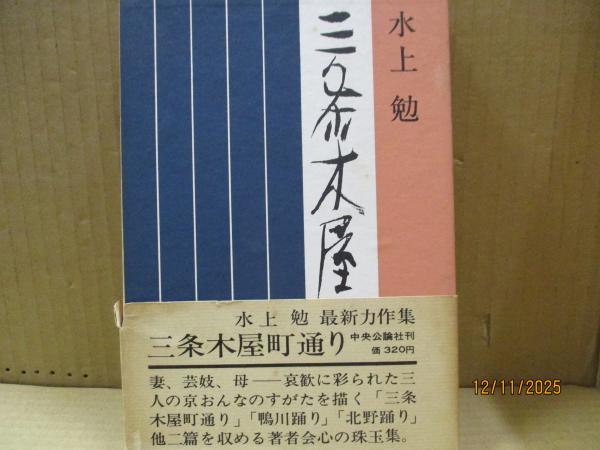 水上勉
三条木屋
水上 勉 最新力作集
三条木屋町通り 中央公論社刊
価 320円
妻、芸妓、母――哀歓に彩られた三
人の京おんなのすがたを描く「三条
木屋町通り」「鴨川踊り」「北野踊り」
他二篇を収める著者会心の珠玉集。
12/11/2025